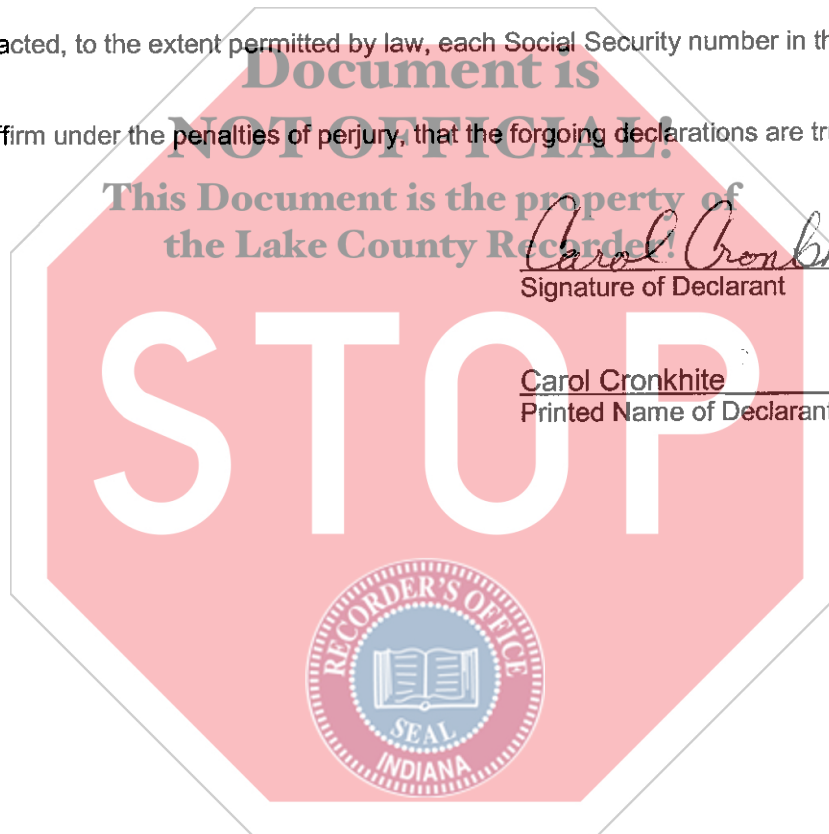 acted, to the extent permitted by law, each Social Security number in th
Document is
ffirm under the penalties of perjury, that the forgoing declarations are tr
NOT OFFICIAL!
This Document is the property of
the Lake County Recorder!
Carol Cronkhi
Signature of Declarant
STOP
Carol Cronkhite
Printed Name of Declarant
RECORDER'S OFFICE
SEAL
INDIANA